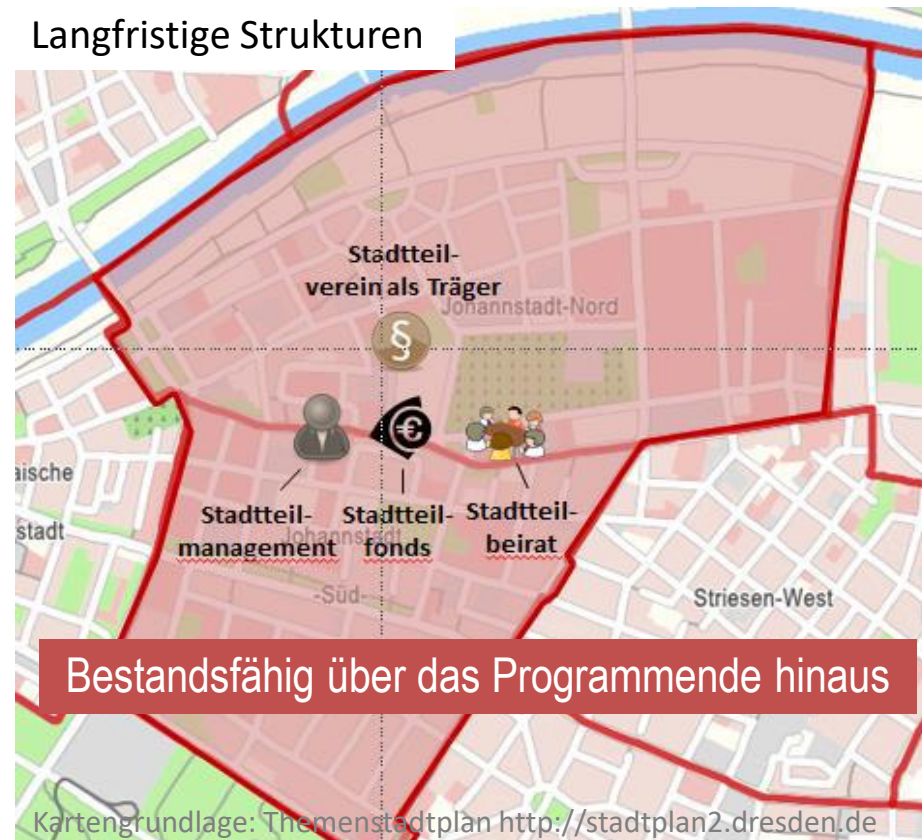 Langfristige Strukturen
Stadtteil-
verein als Träger
Johannstadt-Nord
§
€
aische
stadt
Stadtteil-
management
Stadtteil-
fonds
Stadtteil-
beirat
Johannstadt
-Süd-
Striesen-West
Bestandsfähig über das Programmende hinaus
Kartengrundlage: Themenstadtplan http://stadtplan2.dresden.de